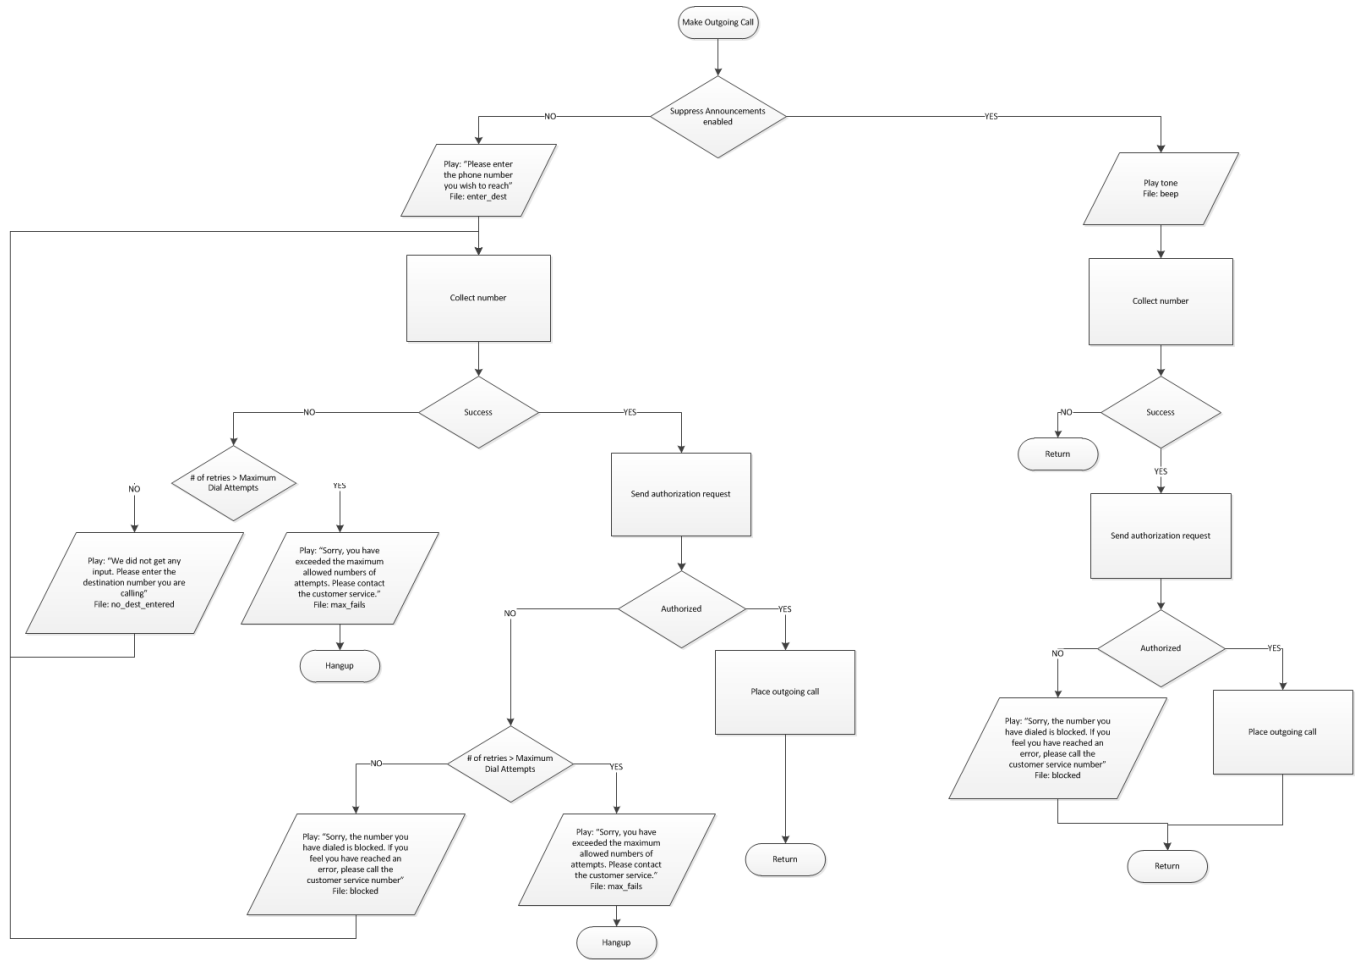 Make Outgoing Call
Suppress Announcements
enabled
NO
YES
Play: "Please enter
the phone number
you wish to reach"
File: enter_dest
Play tone
File: beep
Collect number
Collect number
Success
NO
YES
Success
NO
Return
YES
# of retries > Maximum
Dial Attempts
NO
YES
Send authorization request
Send authorization request
Play: "We did not get any
input. Please enter the
destination number you are
calling"
File: no_dest_entered
Play: "Sorry, you have
exceeded the maximum
allowed numbers of
attempts. Please contact
the customer service."
File: max_fails
Hangup
Authorized
NO
YES
Authorized
NO
YES
Place outgoing call
Play: "Sorry, the number you
have dialed is blocked. If you
feel you have reached an
error, please call the
customer service number"
File: blocked
Place outgoing call
# of retries > Maximum
Dial Attempts
NO
YES
Play: "Sorry, the number you
have dialed is blocked. If you
feel you have reached an
error, please call the
customer service number"
File: blocked
Play: "Sorry, you have
exceeded the maximum
allowed numbers of
attempts. Please contact
the customer service."
File: max_fails
Return
Return
Hangup